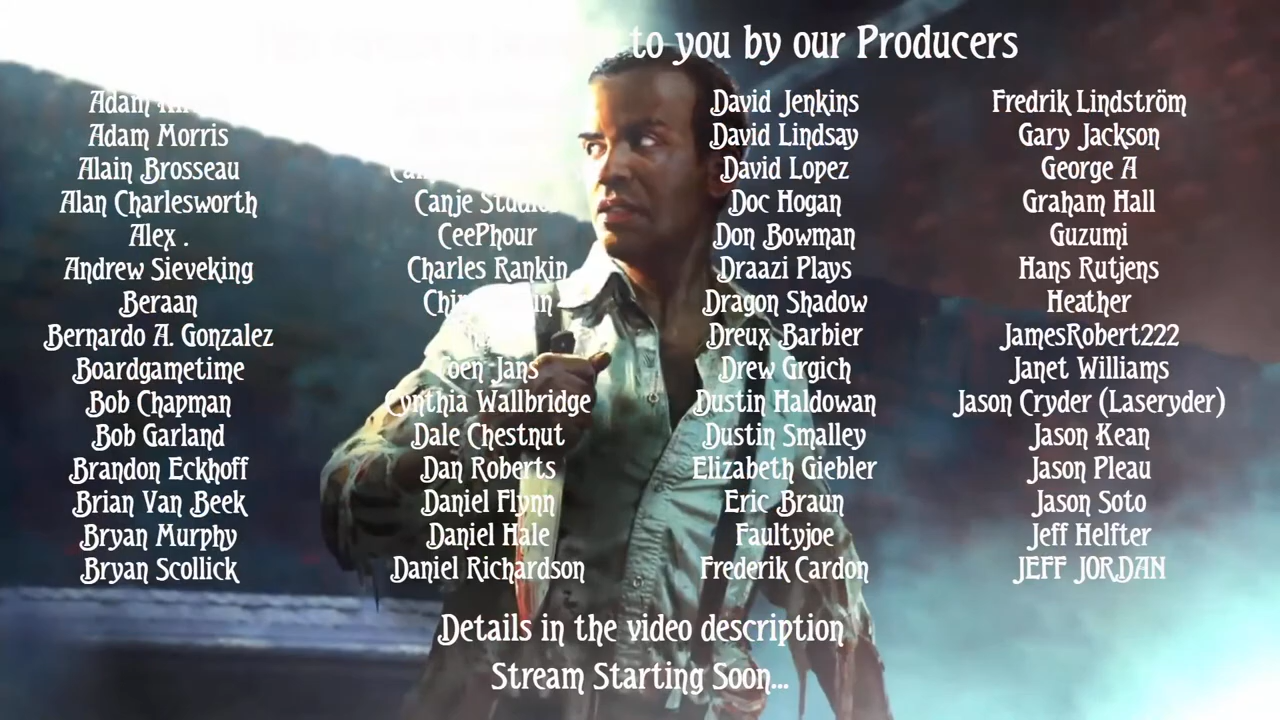 to you by our Producers
Adam
Adam Morris
Alain Brosseau
Alan Charlesworth
Alex .
Andrew Sieveking
Beraan
Bernardo A. Gonzalez
Boardgametime
Bob Chapman
Bob Garland
Brandon Eckhoff
Brian Van Beek
Bryan Murphy
Bryan Scollick
Canje Studios
CeePhour
Charles Rankin
Coen Jans
Cynthia Wallbridge
Dale Chestnut
Dan Roberts
Daniel Flynn
Daniel Hale
Daniel Richardson
David Jenkins
David Lindsay
David Lopez
Doc Hogan
Don Bowman
Draazi Plays
Dragon Shadow
Dreux Barbier
Drew Grgich
Dustin Haldowan
Dustin Smalley
Elizabeth Giebler
Eric Braun
Faultyjoe
Frederik Cardon
Fredrik Lindström
Gary Jackson
George A
Graham Hall
Guzumi
Hans Rutjens
Heather
JamesRobert222
Janet Williams
Jason Cryder (Laseryder)
Jason Kean
Jason Pleau
Jason Soto
Jeff Helfter
JEFF JORDAN
Details in the video description
Stream Starting Soon...